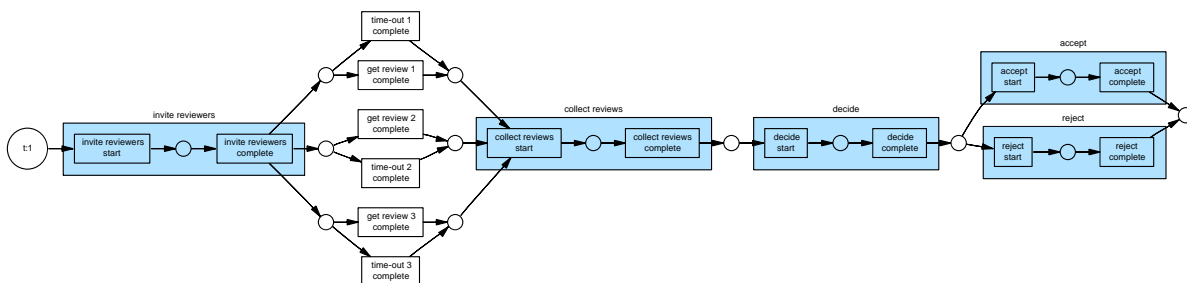 t:1
invite reviewers
invite reviewers
start
invite reviewers
complete
time-out 1
complete
get review 1
complete
get review 2
complete
time-out 2
complete
get review 3
complete
time-out 3
complete
collect reviews
collect reviews
start
collect reviews
complete
decide
decide
start
decide
complete
accept
accept
start
accept
complete
reject
reject
start
reject
complete